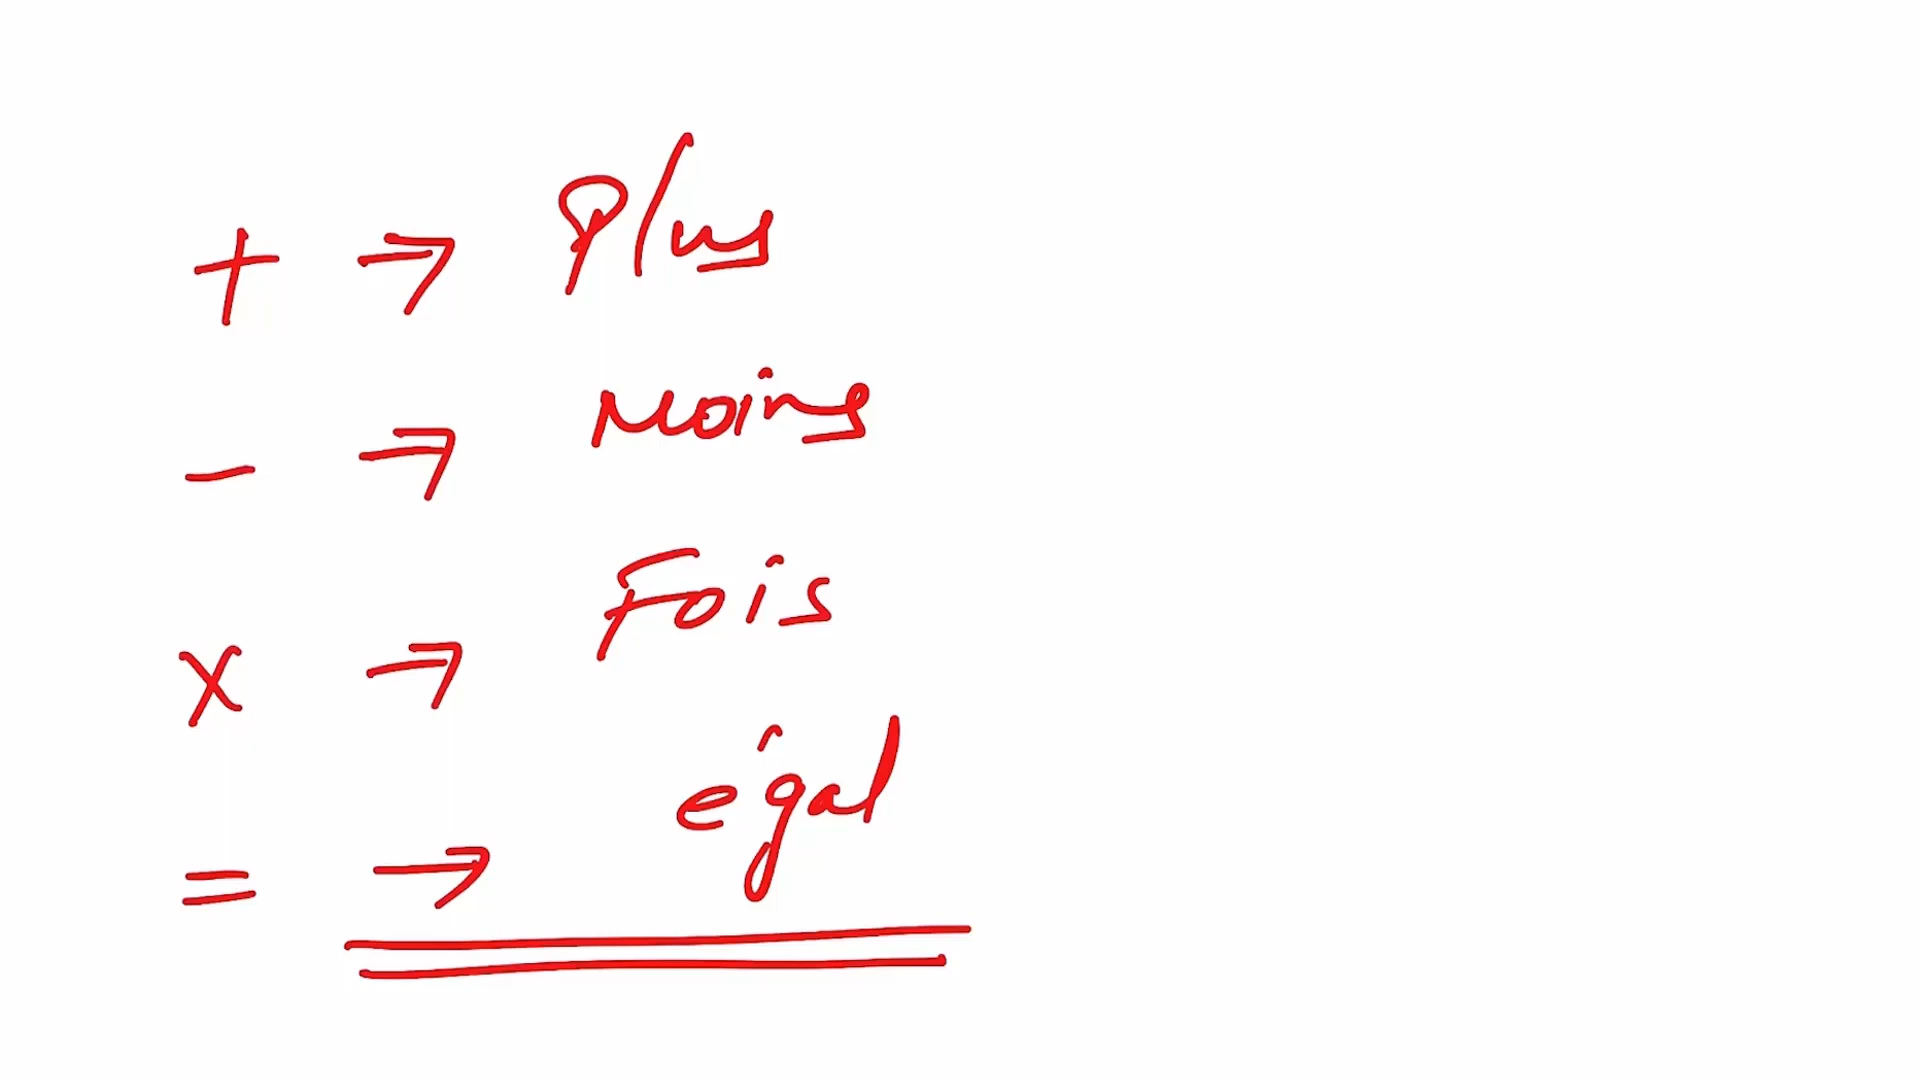 + → Plus
- → Moins
x → Fois
= → égal